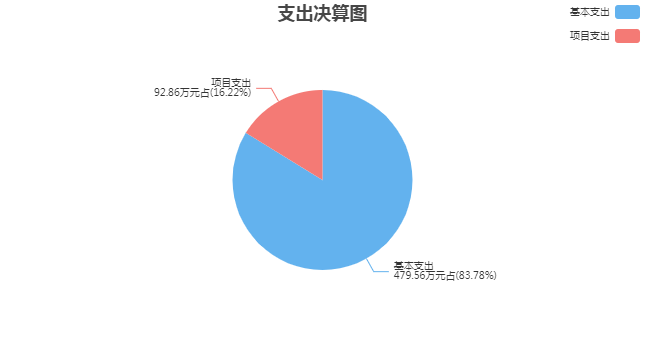 支出决算图
基本支出
项目支出
项目支出
92.86万元占(16.22%)
基本支出
479.56万元占(83.78%)